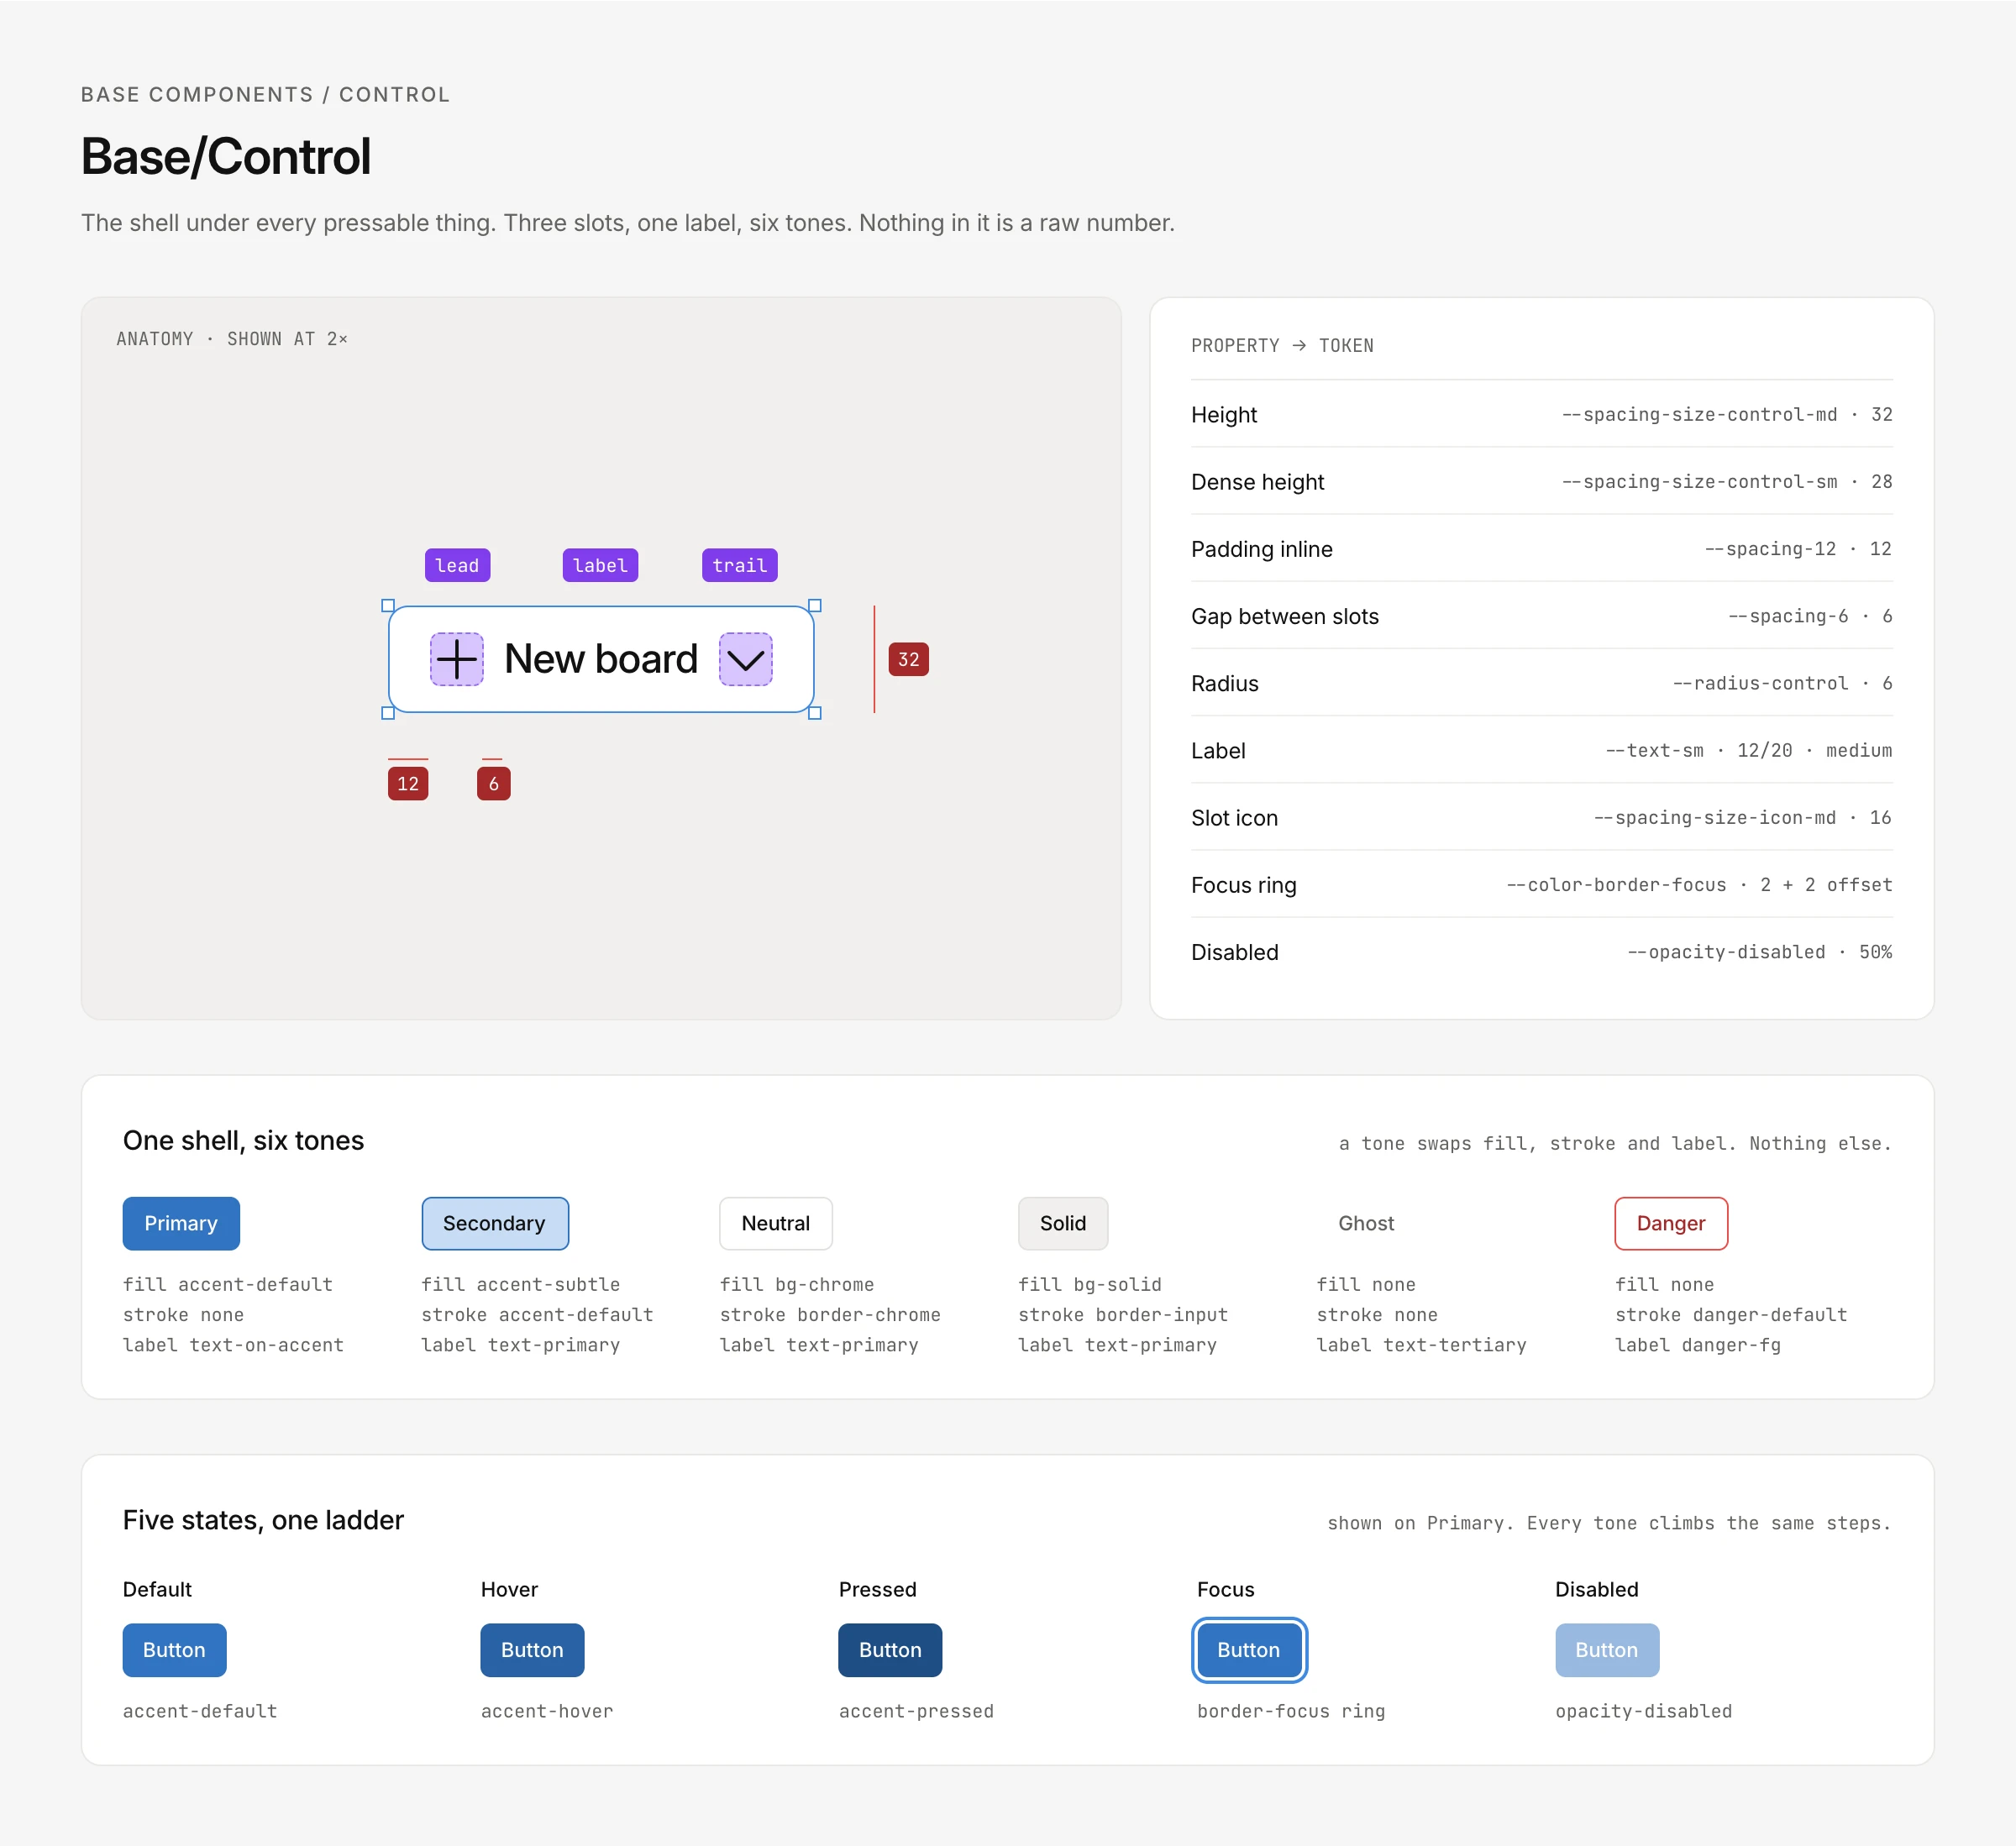 BASE COMPONENTS / CONTROL
Base/Control
The shell under every pressable thing. Three slots, one label, six tones. Nothing in it is a raw number.
ANATOMY · SHOWN AT 2×
lead label trail
New board
32
12 6
PROPERTY → TOKEN
Height --spacing-size-control-md · 32
Dense height --spacing-size-control-sm · 28
Padding inline --spacing-12 · 12
Gap between slots --spacing-6 · 6
Radius --radius-control · 6
Label --text-sm · 12/20 · medium
Slot icon --spacing-size-icon-md · 16
Focus ring --color-border-focus · 2 + 2 offset
Disabled --opacity-disabled · 50%
One shell, six tones
a tone swaps fill, stroke and label. Nothing else.
Primary
fill accent-default
stroke none
label text-on-accent
Secondary
fill accent-subtle
stroke accent-default
label text-primary
Neutral
fill bg-chrome
stroke border-chrome
label text-primary
Solid
fill bg-solid
stroke border-input
label text-primary
Ghost
fill none
stroke none
label text-tertiary
Danger
fill none
stroke danger-default
label danger-fg
Five states, one ladder
shown on Primary. Every tone climbs the same steps.
Default
Button
accent-default
Hover
Button
accent-hover
Pressed
Button
accent-pressed
Focus
Button
border-focus ring
Disabled
Button
opacity-disabled